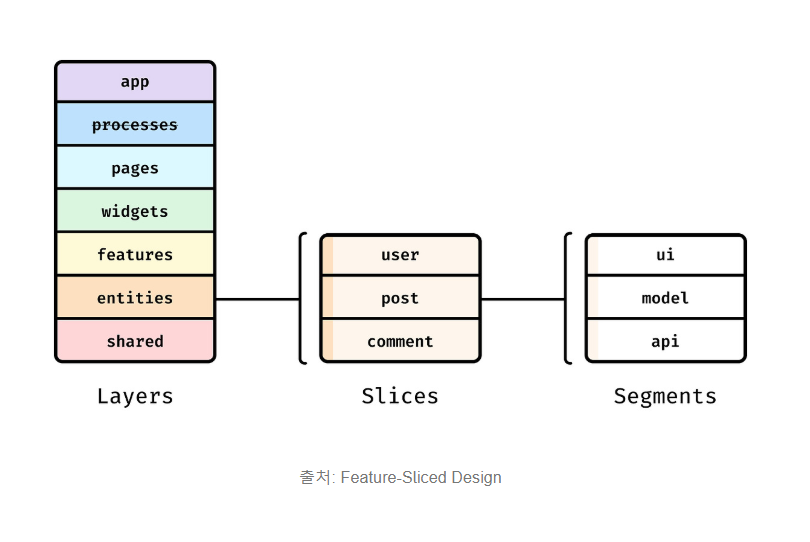 app
processes
pages
widgets
features
entities
shared
Layers
user
post
comment
Slices
ui
model
api
Segments
출처: Feature-Sliced Design